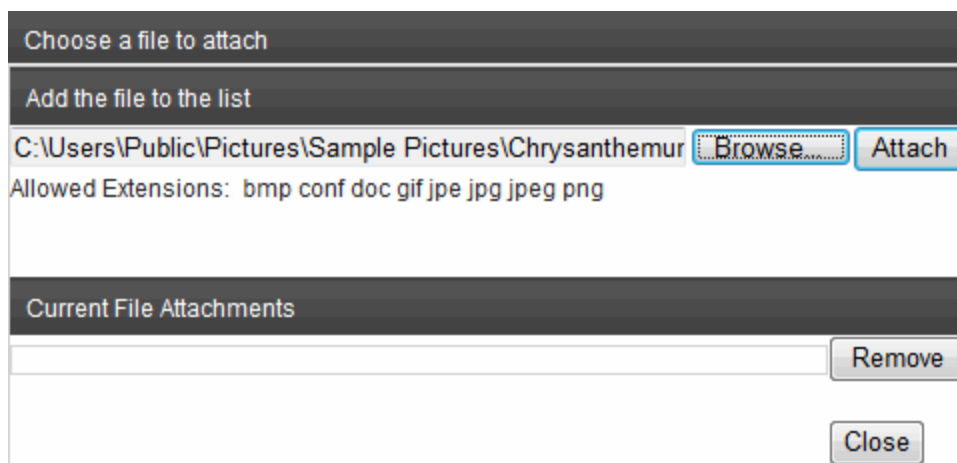 Choose a file to attach
Add the file to the list
C:\Users\Public\Pictures\Sample Pictures\Chrysanthemur Browse... Attach
Allowed Extensions: bmp conf doc gif jpe jpg jpeg png
Current File Attachments
Remove
Close